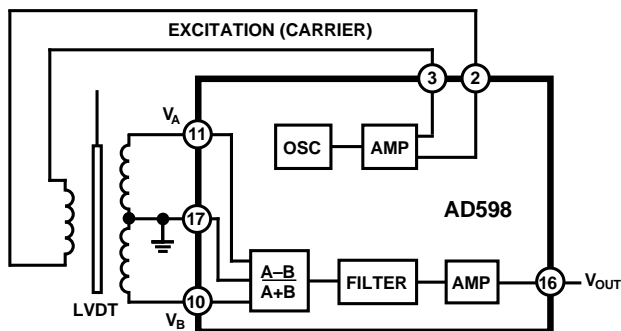 EXCITATION (CARRIER)
3
2
VA
11
OSC
AMP
AD598
17
A–B
A+B
FILTER
AMP
16
VOUT
LVDT
10
VB